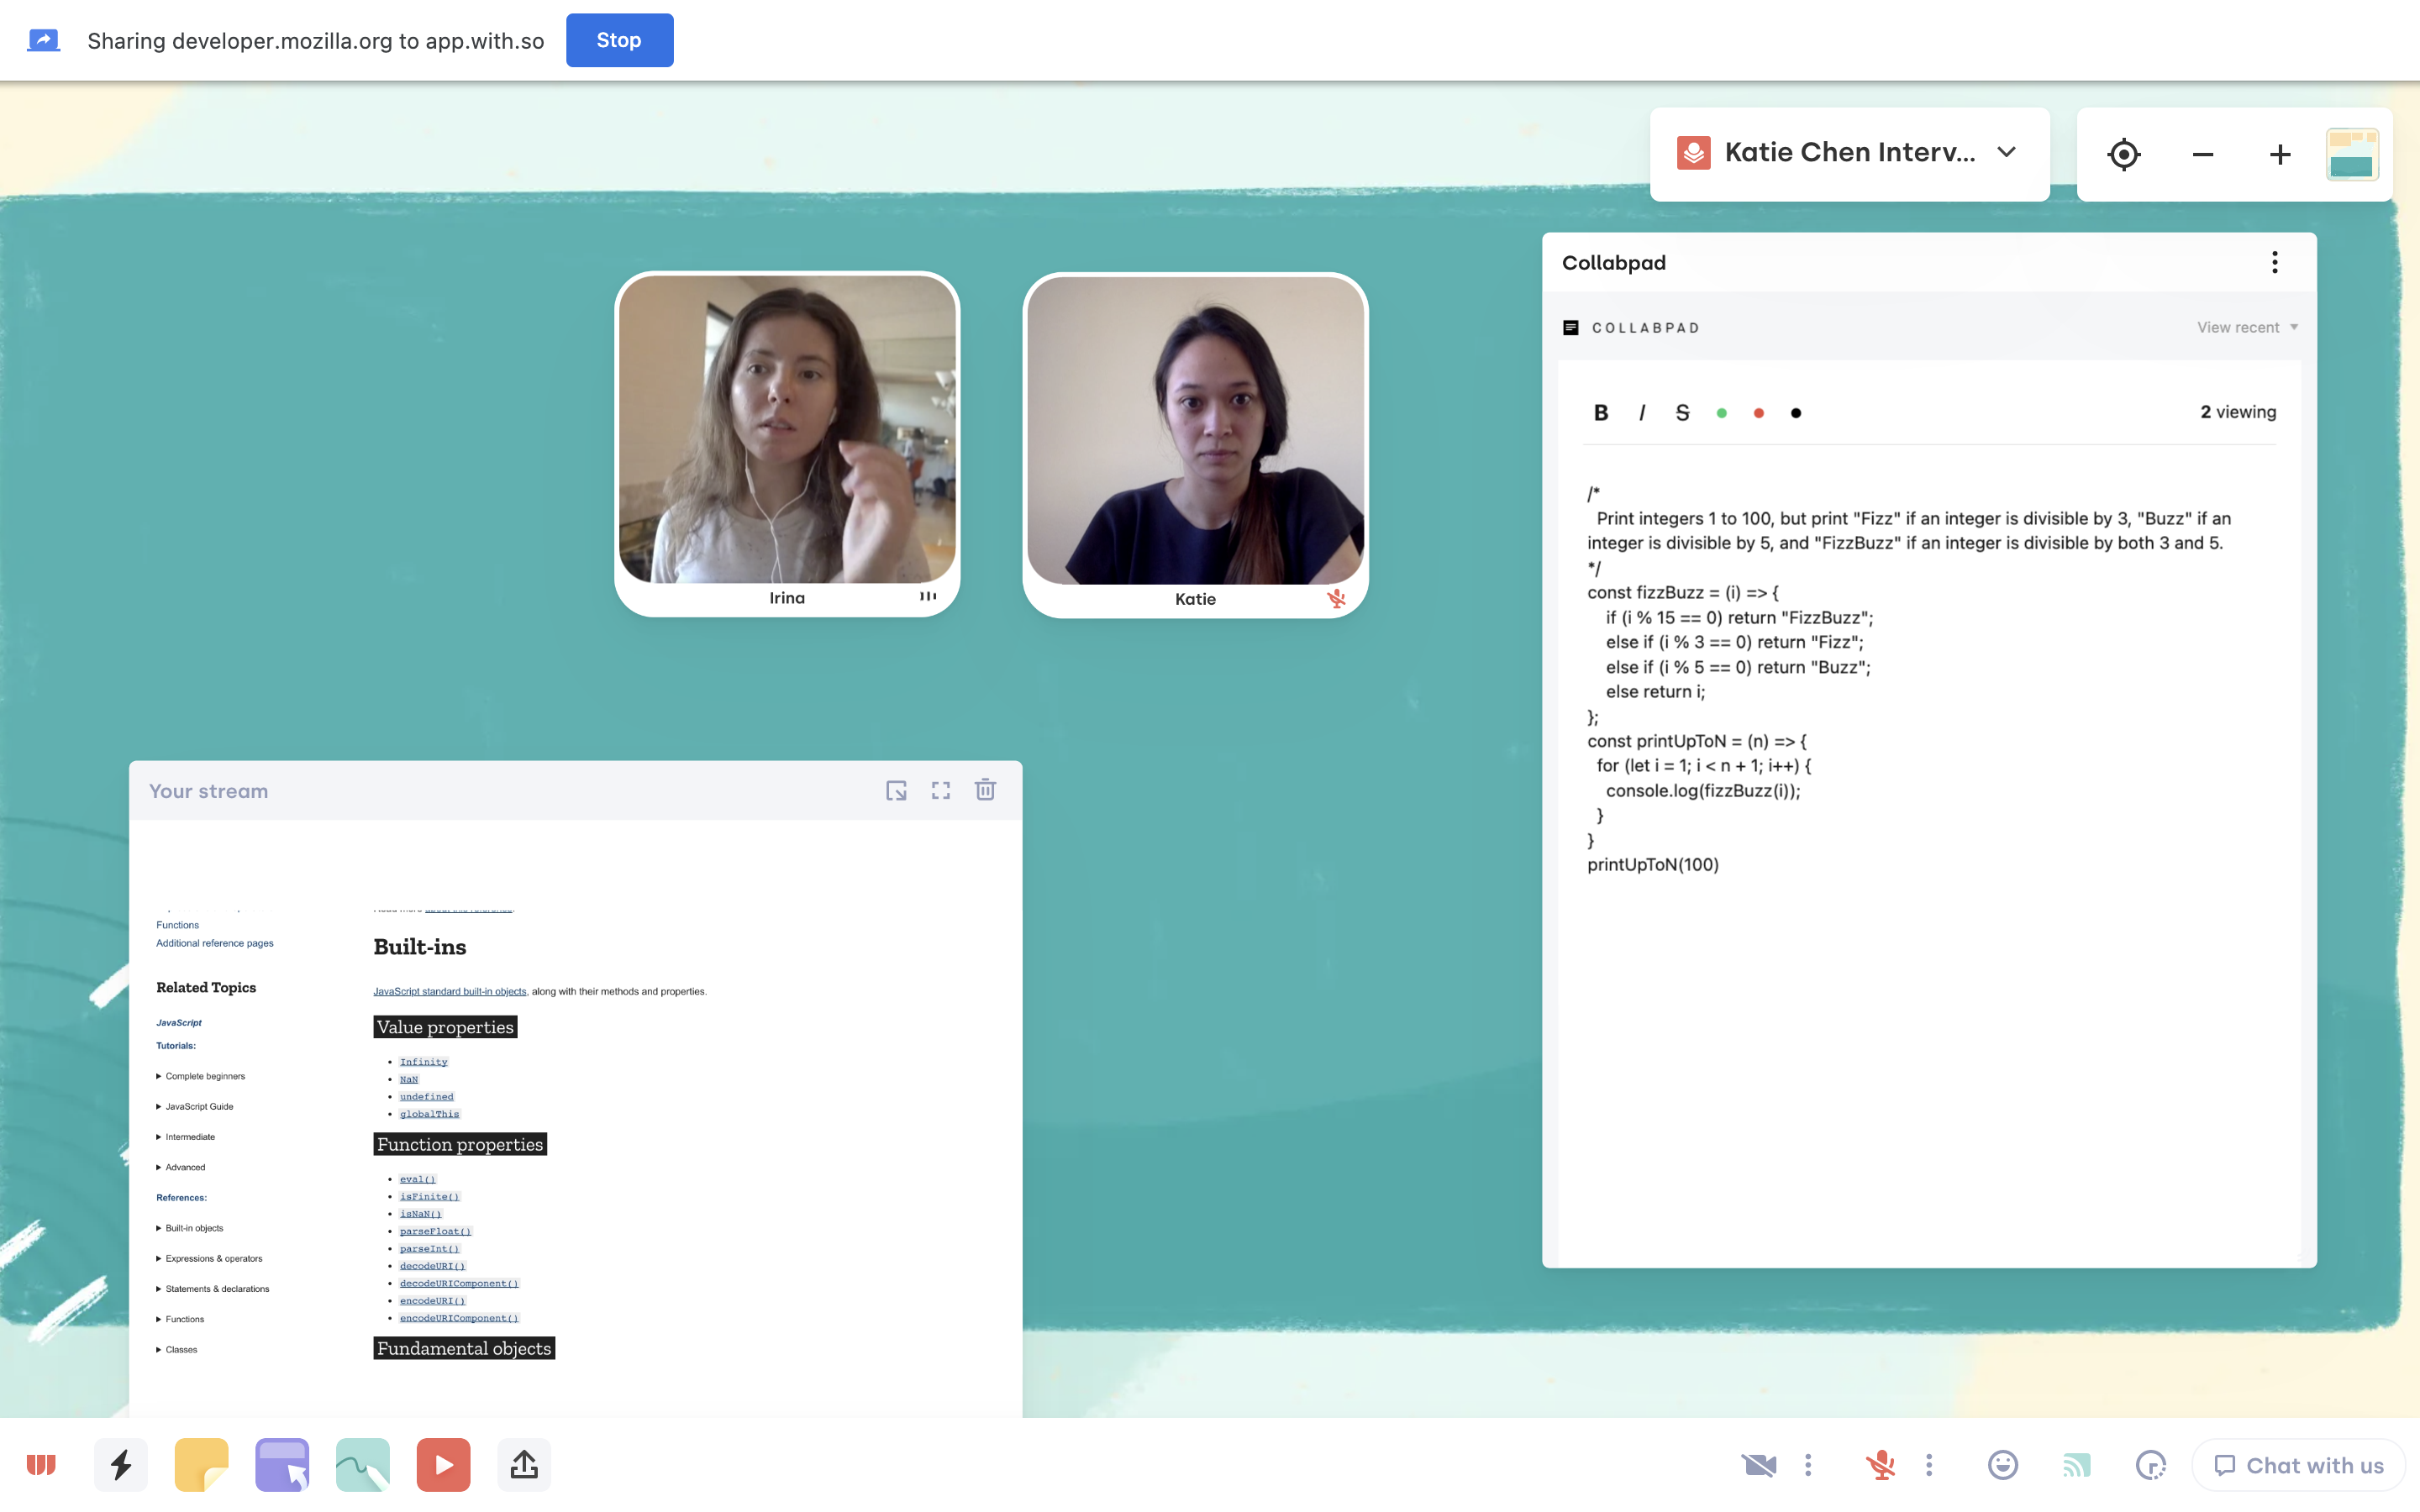 Sharing developer.mozilla.org to app.with.so
Stop
Katie Chen Interv...
Irina
Katie
Collabpad
COLLABPAD
View recent
B I S
2 viewing
/*
Print integers 1 to 100, but print "Fizz" if an integer is divisible by 3, "Buzz" if an
integer is divisible by 5, and "FizzBuzz" if an integer is divisible by both 3 and 5.
*/
const fizzBuzz = (i) => {
if (i % 15 == 0) return "FizzBuzz";
else if (i % 3 == 0) return "Fizz";
else if (i % 5 == 0) return "Buzz";
else return i;
};
const printUpToN = (n) => {
for (let i = 1; i < n + 1; i++) {
console.log(fizzBuzz(i));
}
}
printUpToN(100)
Your stream
Functions
Additional reference pages
Related Topics
JavaScript
Tutorials:
Complete beginners
JavaScript Guide
Intermediate
Advanced
References:
Built-in objects
Expressions & operators
Statements & declarations
Functions
Classes
Built-ins
JavaScript standard built-in objects, along with their methods and properties.
Value properties
Infinity
NaN
undefined
globalThis
Function properties
eval()
isFinite()
isNaN()
parseFloat()
parseInt()
decodeURI()
decodeURIComponent()
encodeURI()
encodeURIComponent()
Fundamental objects
Chat with us